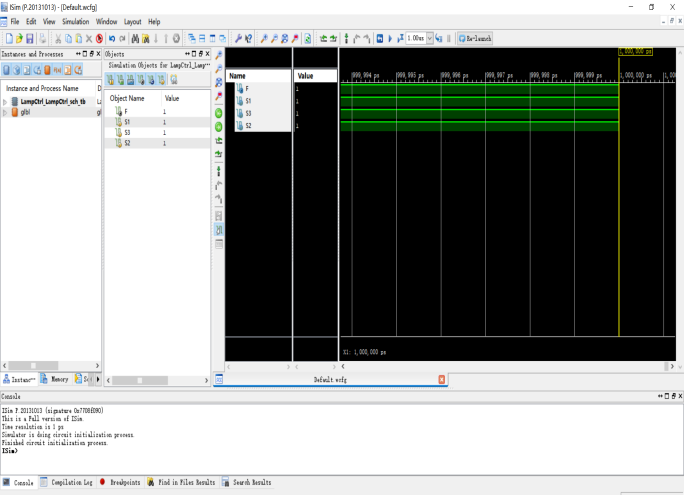 ISim (P.20131013) - [Default.wcfg]
File Edit View Simulation Window Layout Help
1.00us Re-launch
Instances and Processes
Instance and Process Name D
LampCtrl_LampCtrl_sch_tb La
glbl gl
Instanc... Memory
Objects
Simulation Objects for LampCtrl_Lamp...
Object Name Value
F 1
S1 1
S3 1
S2 1
Name Value
F 1
S1 1
S3 1
S2 1
1,000,000 ps
999,994 ps 999,995 ps 999,996 ps 999,997 ps 999,998 ps 999,999 ps 1,000,000 ps 1,00
X1: 1,000,000 ps
Default.wcfg
Console
ISim P.20131013 (signature 0x7708f090)
This is a Full version of ISim.
Time resolution is 1 ps
Simulator is doing circuit initialization process.
Finished circuit initialization process.
ISim>
Console Compilation Log Breakpoints Find in Files Results Search Results